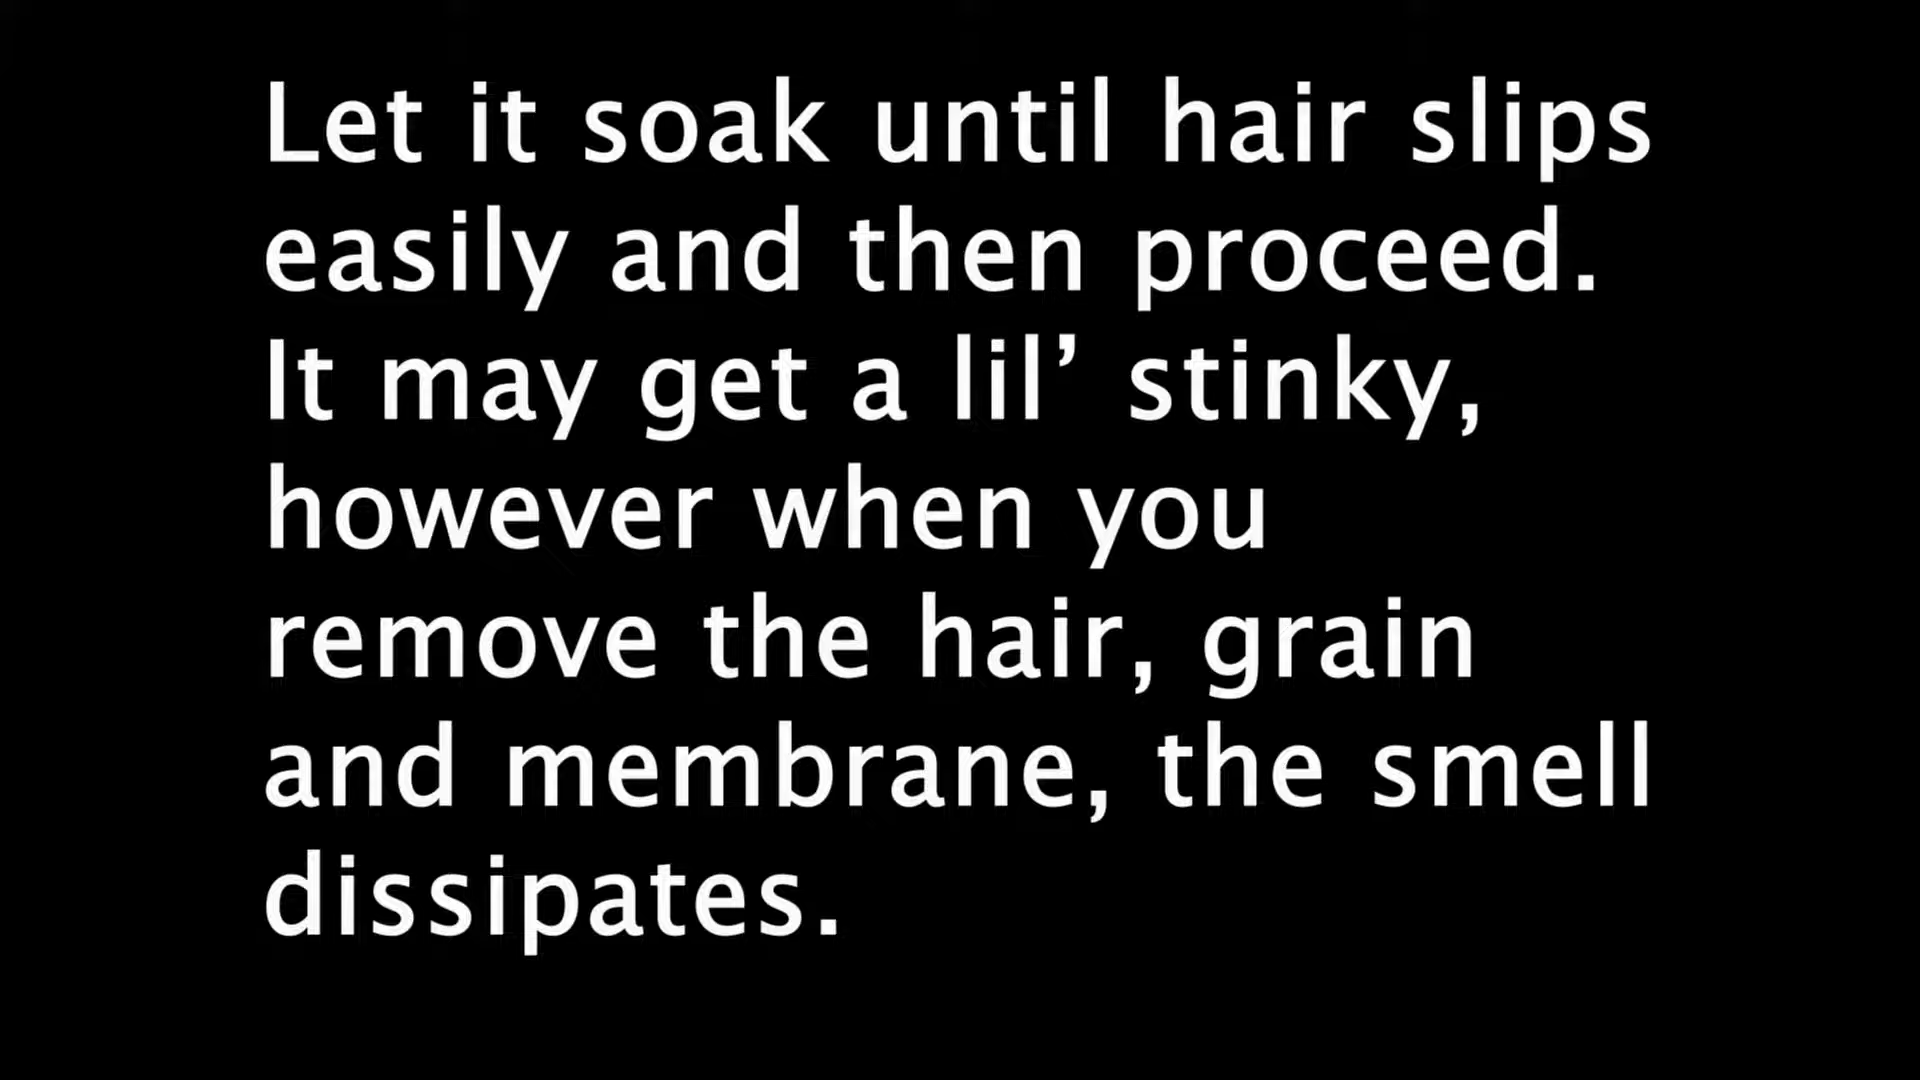 Let it soak until hair slips
easily and then proceed.
It may get a lil’ stinky,
however when you
remove the hair, grain
and membrane, the smell
dissipates.